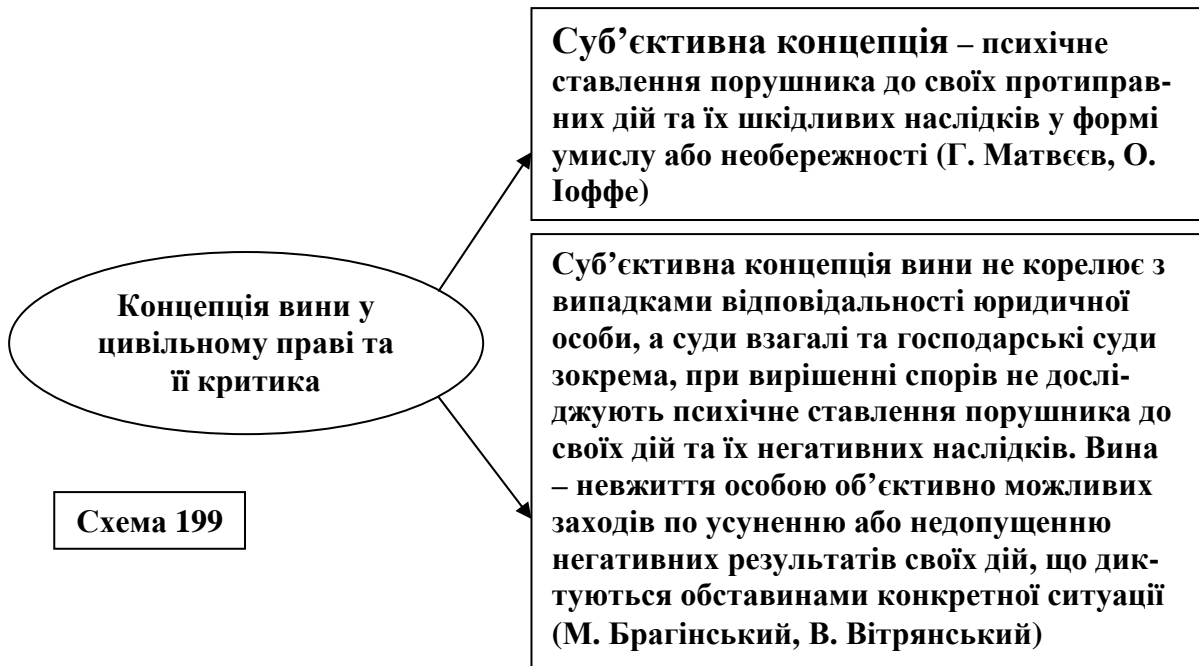 Суб’єктивна концепція – психічне
ставлення порушника до своїх протиправ-
них дій та їх шкідливих наслідків у формі
умислу або необережності (Г. Матвєєв, О.
Іоффе)
Концепція вини у
цивільному праві та
її критика
Суб’єктивна концепція вини не корелює з
випадками відповідальності юридичної
особи, а суди взагалі та господарські суди
зокрема, при вирішенні спорів не дослі-
джують психічне ставлення порушника до
своїх дій та їх негативних наслідків. Вина
– невжиття особою об’єктивно можливих
заходів по усуненню або недопущенню
негативних результатів своїх дій, що дик-
туються обставинами конкретної ситуації
(М. Брагінський, В. Вітрянський)
Схема 199